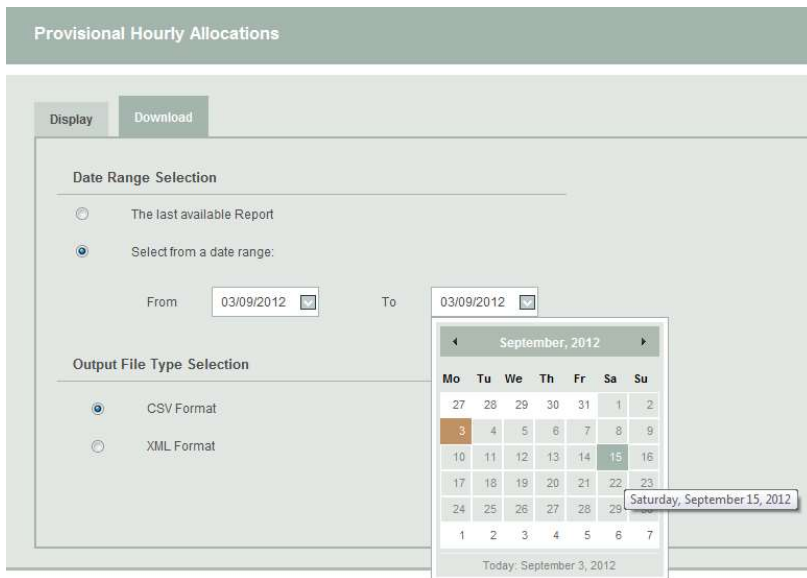 Provisional Hourly Allocations
Display Download
Date Range Selection
The last available Report
Select from a date range:
From 03/09/2012 To 03/09/2012
September, 2012
Mo Tu We Th Fr Sa Su
27 28 29 30 31 1 2
3 4 5 6 7 8 9
10 11 12 13 14 15 16
17 18 19 20 21 22 23
Saturday, September 15, 2012
24 25 26 27 28 29
1 2 3 4 5 6 7
Today: September 3, 2012
Output File Type Selection
CSV Format
XML Format